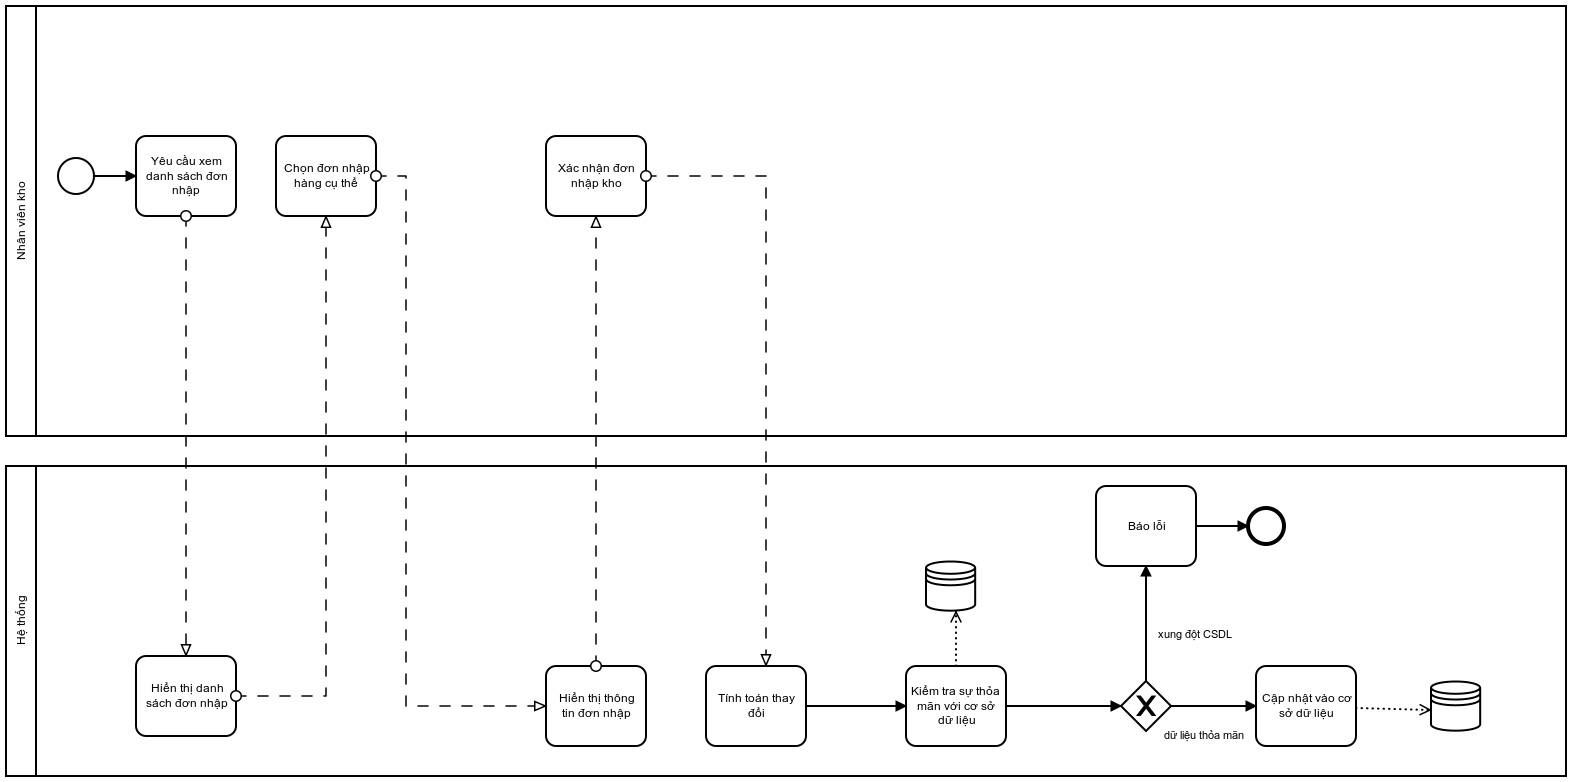 Nhân viên kho
Yêu cầu xem
danh sách đơn
nhập
Chọn đơn nhập
hàng cụ thể
Xác nhận đơn
nhập kho
Hệ thống
Hiển thị danh
sách đơn nhập
Hiển thị thông
tin đơn nhập
Tính toán thay
đổi
Kiểm tra sự thỏa
mãn với cơ sở
dữ liệu
Báo lỗi
xung đột CSDL
dữ liệu thỏa mãn
Cập nhật vào cơ
sở dữ liệu